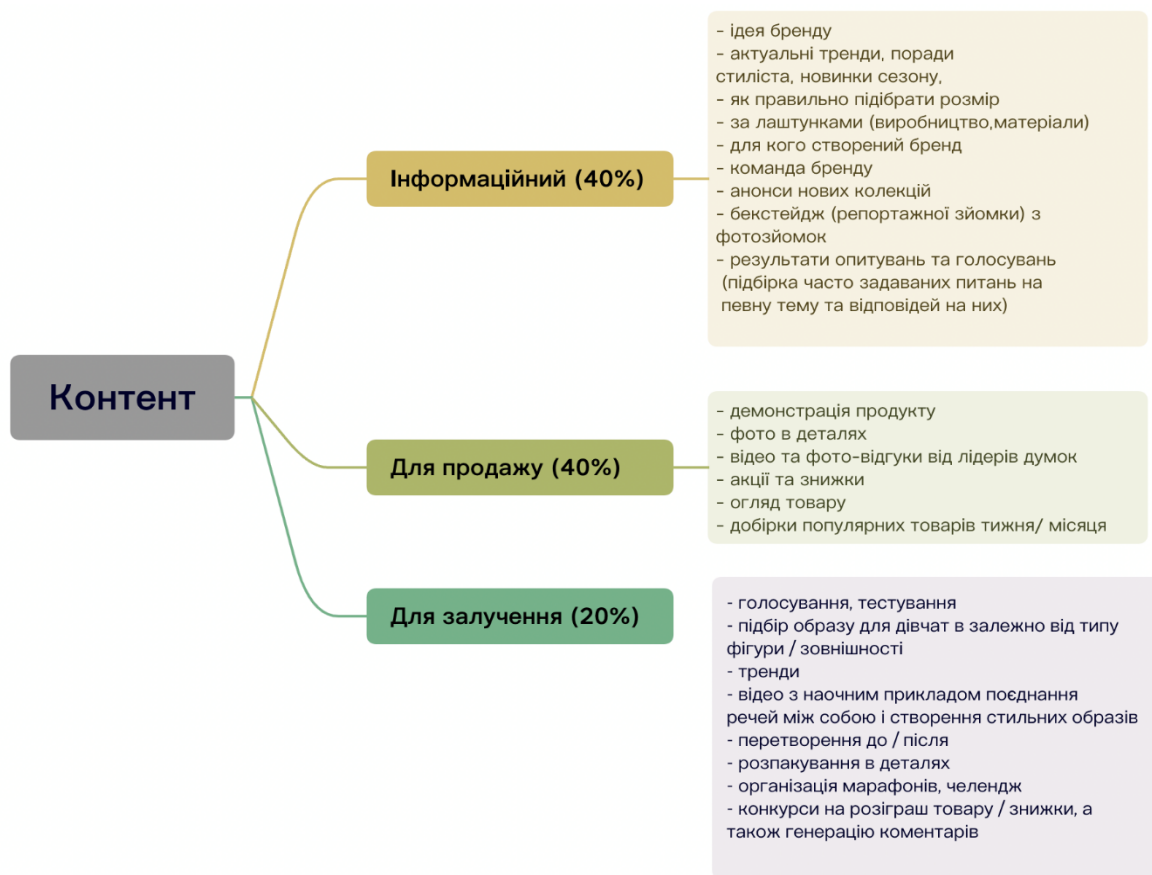 Контент
Інформаційний (40%)
- ідея бренду
- актуальні тренди, поради
стиліста, новинки сезону,
- як правильно підібрати розмір
- за лаштунками (виробництво,матеріали)
- для кого створений бренд
- команда бренду
- анонси нових колекцій
- бекстейдж (репортажної зйомки) з
фотозйомок
- результати опитувань та голосувань
(підбірка часто задаваних питань на
певну тему та відповідей на них)
Для продажу (40%)
- демонстрація продукту
- фото в деталях
- відео та фото-відгуки від лідерів думок
- акції та знижки
- огляд товару
- добірки популярних товарів тижня/ місяця
Для залучення (20%)
- голосування, тестування
- підбір образу для дівчат в залежно від типу
фігури / зовнішності
- тренди
- відео з наочним прикладом поєднання
речей між собою і створення стильних образів
- перетворення до / після
- розпакування в деталях
- організація марафонів, челендж
- конкурси на розіграш товару / знижки, а
також генерацію коментарів